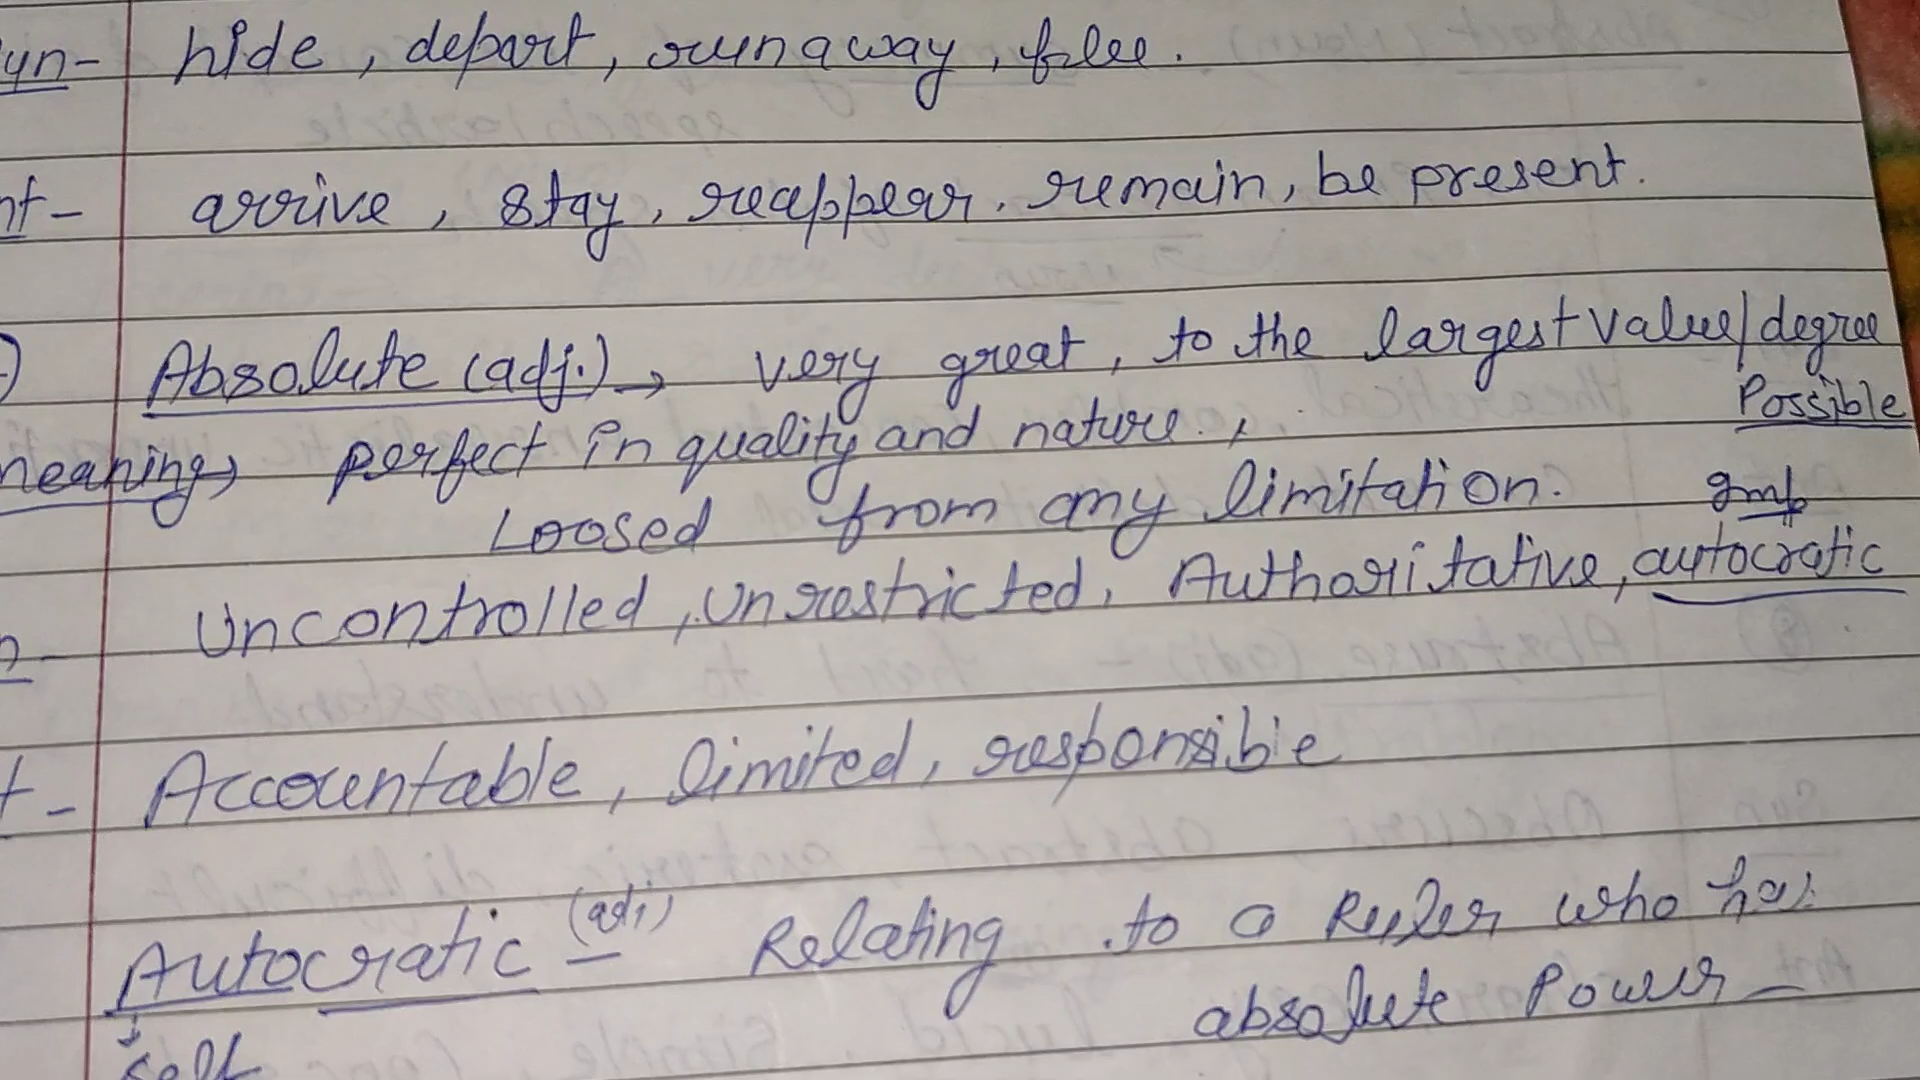 yn- hide, depart, runaway, flee.
nt- arrive, stay, reappear, remain, be present.
Absolute (adj.) → very great, to the largest value/degree
Possible
meaning→ perfect in quality and nature.,
Loosed from any limitation. Imp
n- Uncontrolled, Unrestricted, Authoritative, autocratic
t- Accountable, limited, responsible
Autocratic (adj) - Relating to a Ruler who has
absolute Power -
self